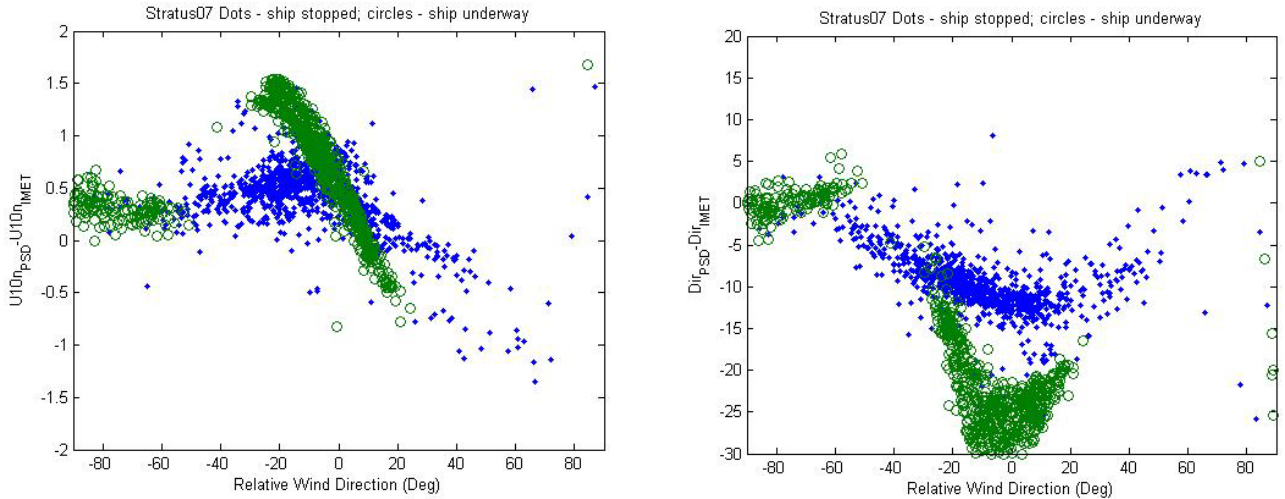 Stratus07 Dots - ship stopped; circles - ship underway
2
1.5
1
0.5
0
-0.5
-1
-1.5
-2
U10n_PSD-U10n_IMET
-80 -60 -40 -20 0 20 40 60 80
Relative Wind Direction (Deg)
Stratus07 Dots - ship stopped; circles - ship underway
20
15
10
5
0
-5
-10
-15
-20
-25
-30
Dir_PSD-Dir_IMET
-80 -60 -40 -20 0 20 40 60 80
Relative Wind Direction (Deg)